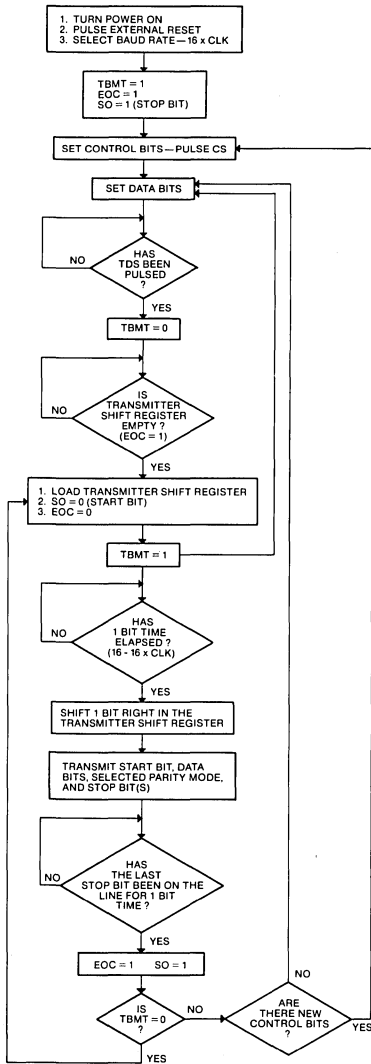 1. TURN POWER ON
2. PULSE EXTERNAL RESET
3. SELECT BAUD RATE—16 x CLK
TBMT = 1
EOC = 1
SO = 1 (STOP BIT)
SET CONTROL BITS—PULSE CS
SET DATA BITS
HAS
TDS BEEN
PULSED
?
NO
YES
TBMT = 0
IS
TRANSMITTER
SHIFT REGISTER
EMPTY ?
(EOC = 1)
NO
YES
1. LOAD TRANSMITTER SHIFT REGISTER
2. SO = 0 (START BIT)
3. EOC = 0
TBMT = 1
HAS
1 BIT TIME
ELAPSED ?
(16 - 16 x CLK)
NO
YES
SHIFT 1 BIT RIGHT IN THE
TRANSMITTER SHIFT REGISTER
TRANSMIT START BIT, DATA
BITS, SELECTED PARITY MODE,
AND STOP BIT(S)
HAS
THE LAST
STOP BIT BEEN ON THE
LINE FOR 1 BIT
TIME ?
NO
YES
EOC = 1 SO = 1
IS
TBMT = 0
?
NO
YES
ARE
THERE NEW
CONTROL BITS
?
NO
YES